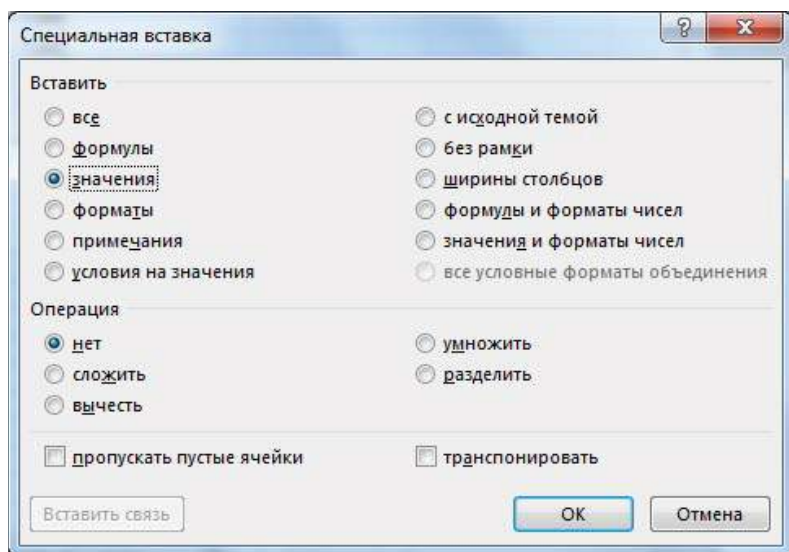 Специальная вставка
Вставить
все
формулы
значения
форматы
примечания
условия на значения
с исходной темой
без рамки
ширины столбцов
формулы и форматы чисел
значения и форматы чисел
все условные форматы объединения
Операция
нет
сложить
вычесть
умножить
разделить
пропускать пустые ячейки
транспонировать
Вставить связь
ОК
Отмена